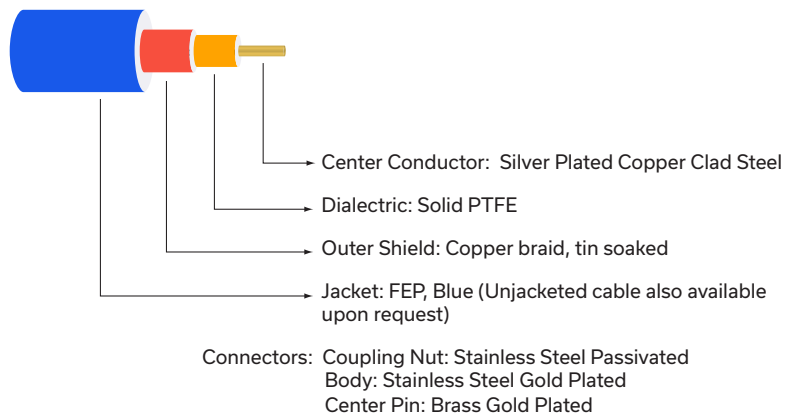 Center Conductor: Silver Plated Copper Clad Steel
Dialectric: Solid PTFE
Outer Shield: Copper braid, tin soaked
Jacket: FEP, Blue (Unjacketed cable also available
upon request)
Connectors: Coupling Nut: Stainless Steel Passivated
Body: Stainless Steel Gold Plated
Center Pin: Brass Gold Plated